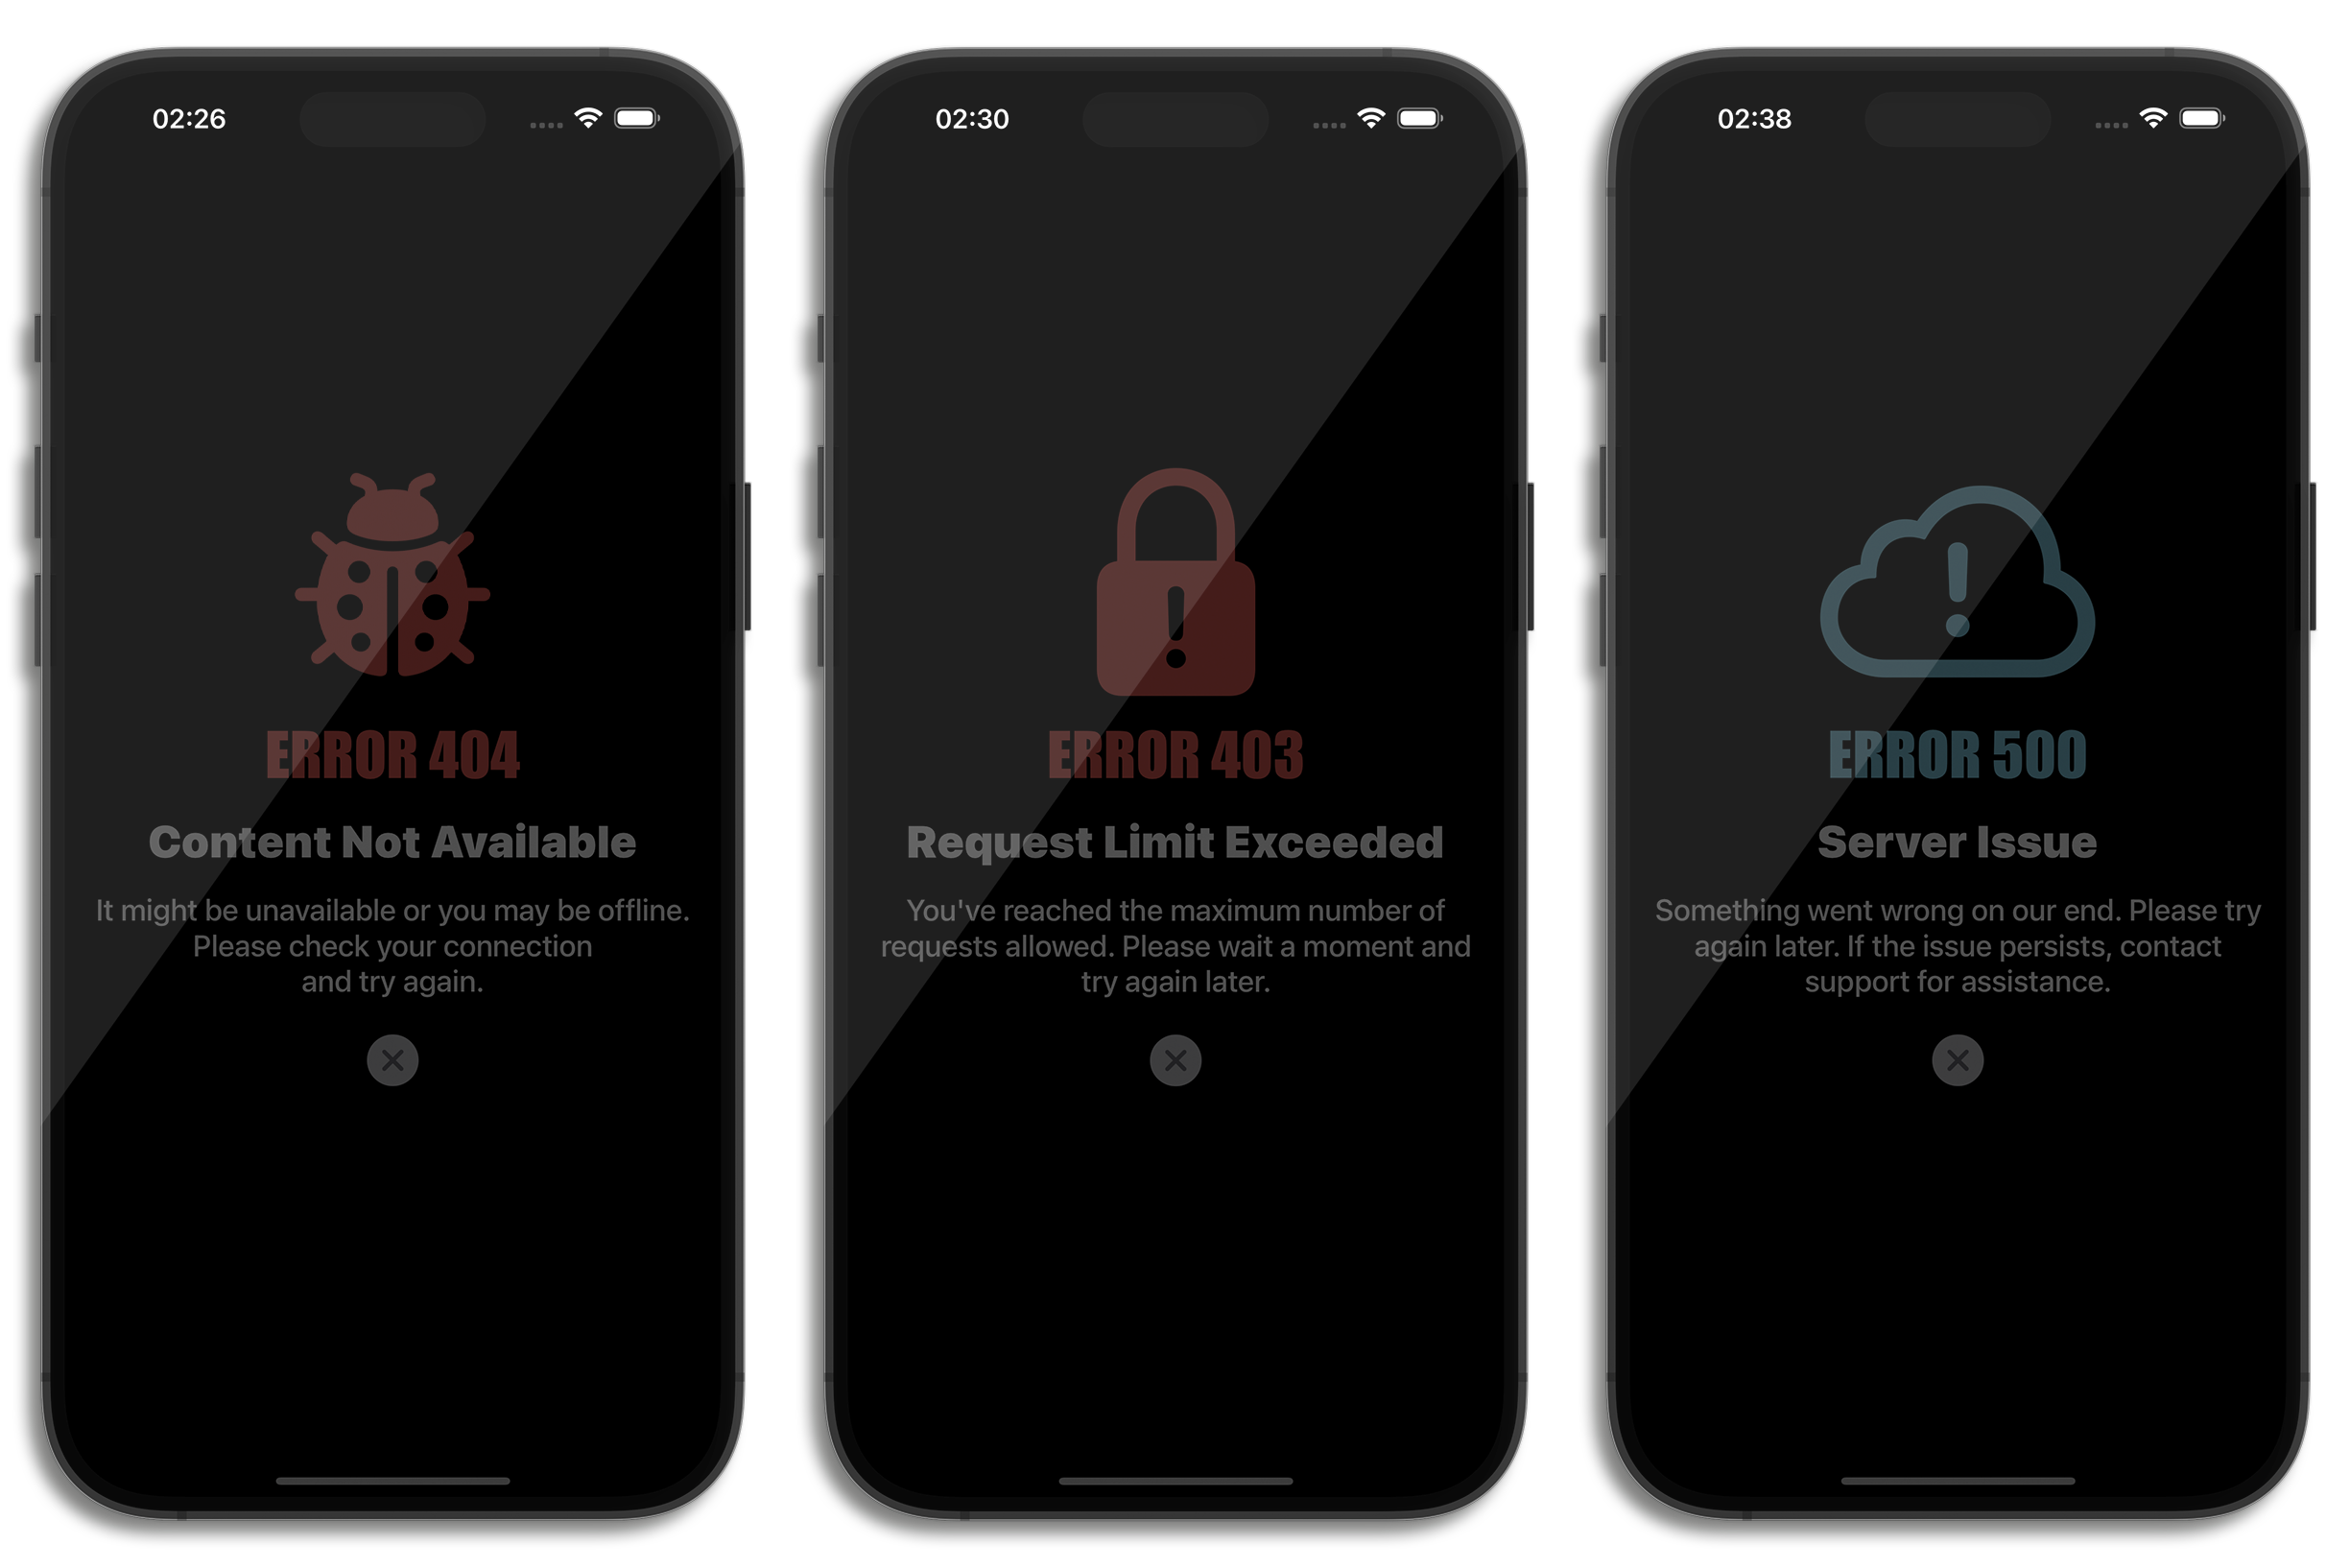 02:26
ERROR 404
Content Not Available
It might be unavailable or you may be offline.
Please check your connection
and try again.
02:30
ERROR 403
Request Limit Exceeded
You've reached the maximum number of
requests allowed. Please wait a moment and
try again later.
02:38
ERROR 500
Server Issue
Something went wrong on our end. Please try
again later. If the issue persists, contact
support for assistance.